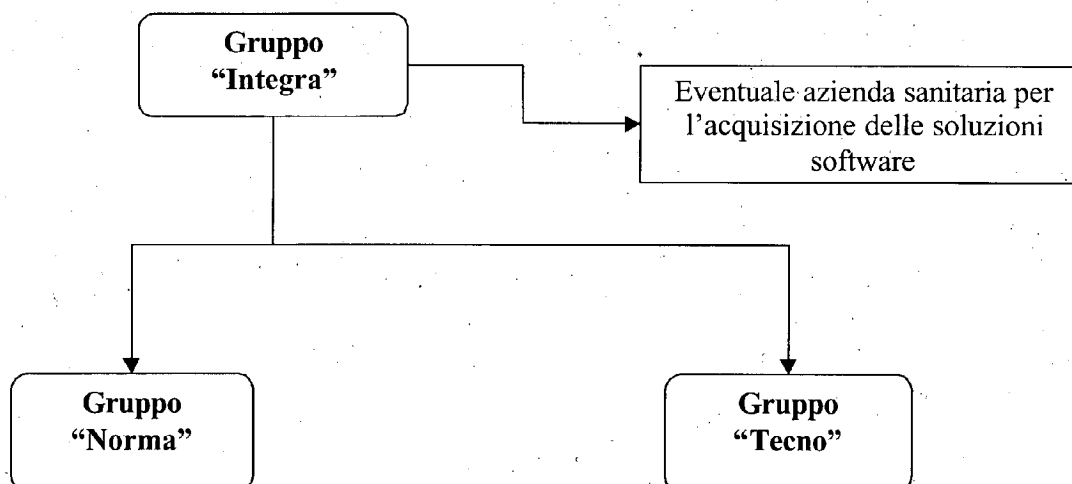 Gruppo
“Integra”
Eventuale azienda sanitaria per
l’acquisizione delle soluzioni
software
Gruppo
“Norma”
Gruppo
“Tecno”